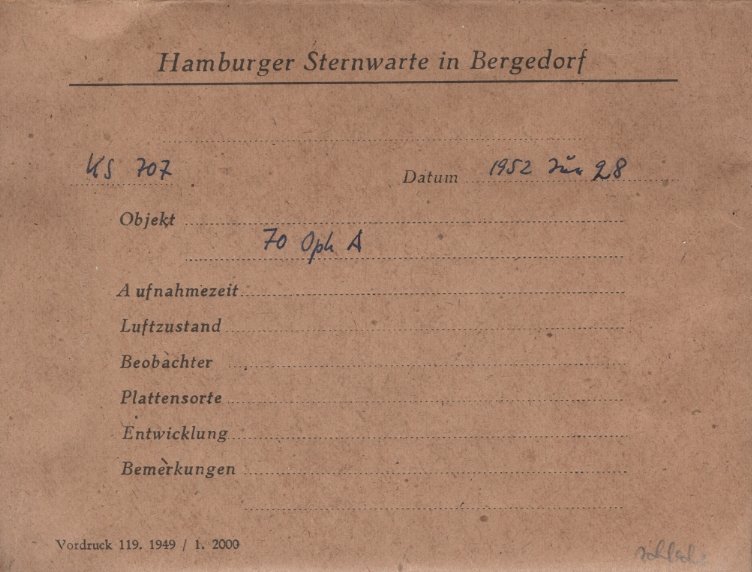 Hamburger Sternwarte in Bergedorf
KS 707 Datum 1952 Jun 28
Objekt
70 Oph A
Aufnahmezeit
Luftzustand
Beobachter
Plattensorte
Entwicklung
Bemerkungen
Vordruck 119. 1949 / 1. 2000